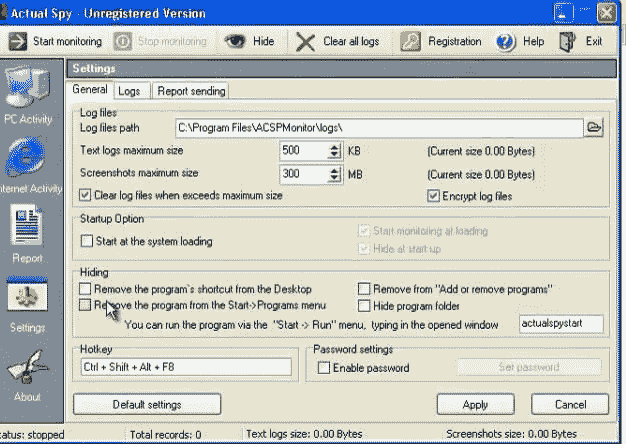 Actual Spy - Unregistered Version
Start monitoring Stop monitoring Hide Clear all logs Registration Help Exit
Settings
General Logs Report sending
PC Activity
nternet Activity
Report
Settings
About
Log files
Log files path C:\Program Files\ACSPMonitor\logs\
Text logs maximum size 500 KB (Current size 0.00 Bytes)
Screenshots maximum size 300 MB (Current size 0.00 Bytes)
Clear log files when exceeds maximum size Encrypt log files
Startup Option
Start at the system loading Start monitoring at loading
Hide at start up
Hiding
Remove the program`s shortcut from the Desktop Remove from "Add or remove programs"
Remove the program from the Start->Programs menu Hide program folder
You can run the program via the "Start -> Run" menu, typing in the opened window actualspystart
Hotkey Password settings
Ctrl + Shift + Alt + F8 Enable password Set password
Default settings Apply Cancel
tatus: stopped Total records: 0 Text logs size: 0.00 Bytes Screenshots size: 0.00 Bytes